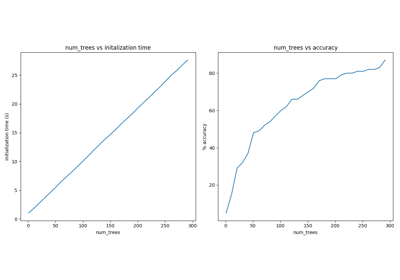 num_trees vs initalization time
25
20
15
10
5
0
initialization time (s)
0 50 100 150 200 250 300
num_trees
num_trees vs accuracy
80
60
40
20
% accuracy
0 50 100 150 200 250 300
num_trees